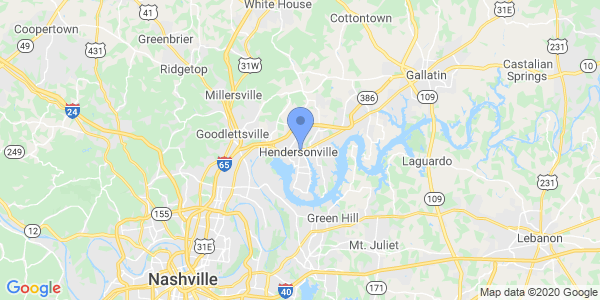 White House
41
31E
Cottontown
Coopertown
49
Greenbrier
431
231
Castalian
Springs
10
Ridgetop
31W
Gallatin
Millersville
386
109
24
Goodlettsville
249
65
Hendersonville
Laguardo
231
109
155
Green Hill
12
31E
Mt. Juliet
Lebanon
Nashville
40
Google
Map data ©2020 Google